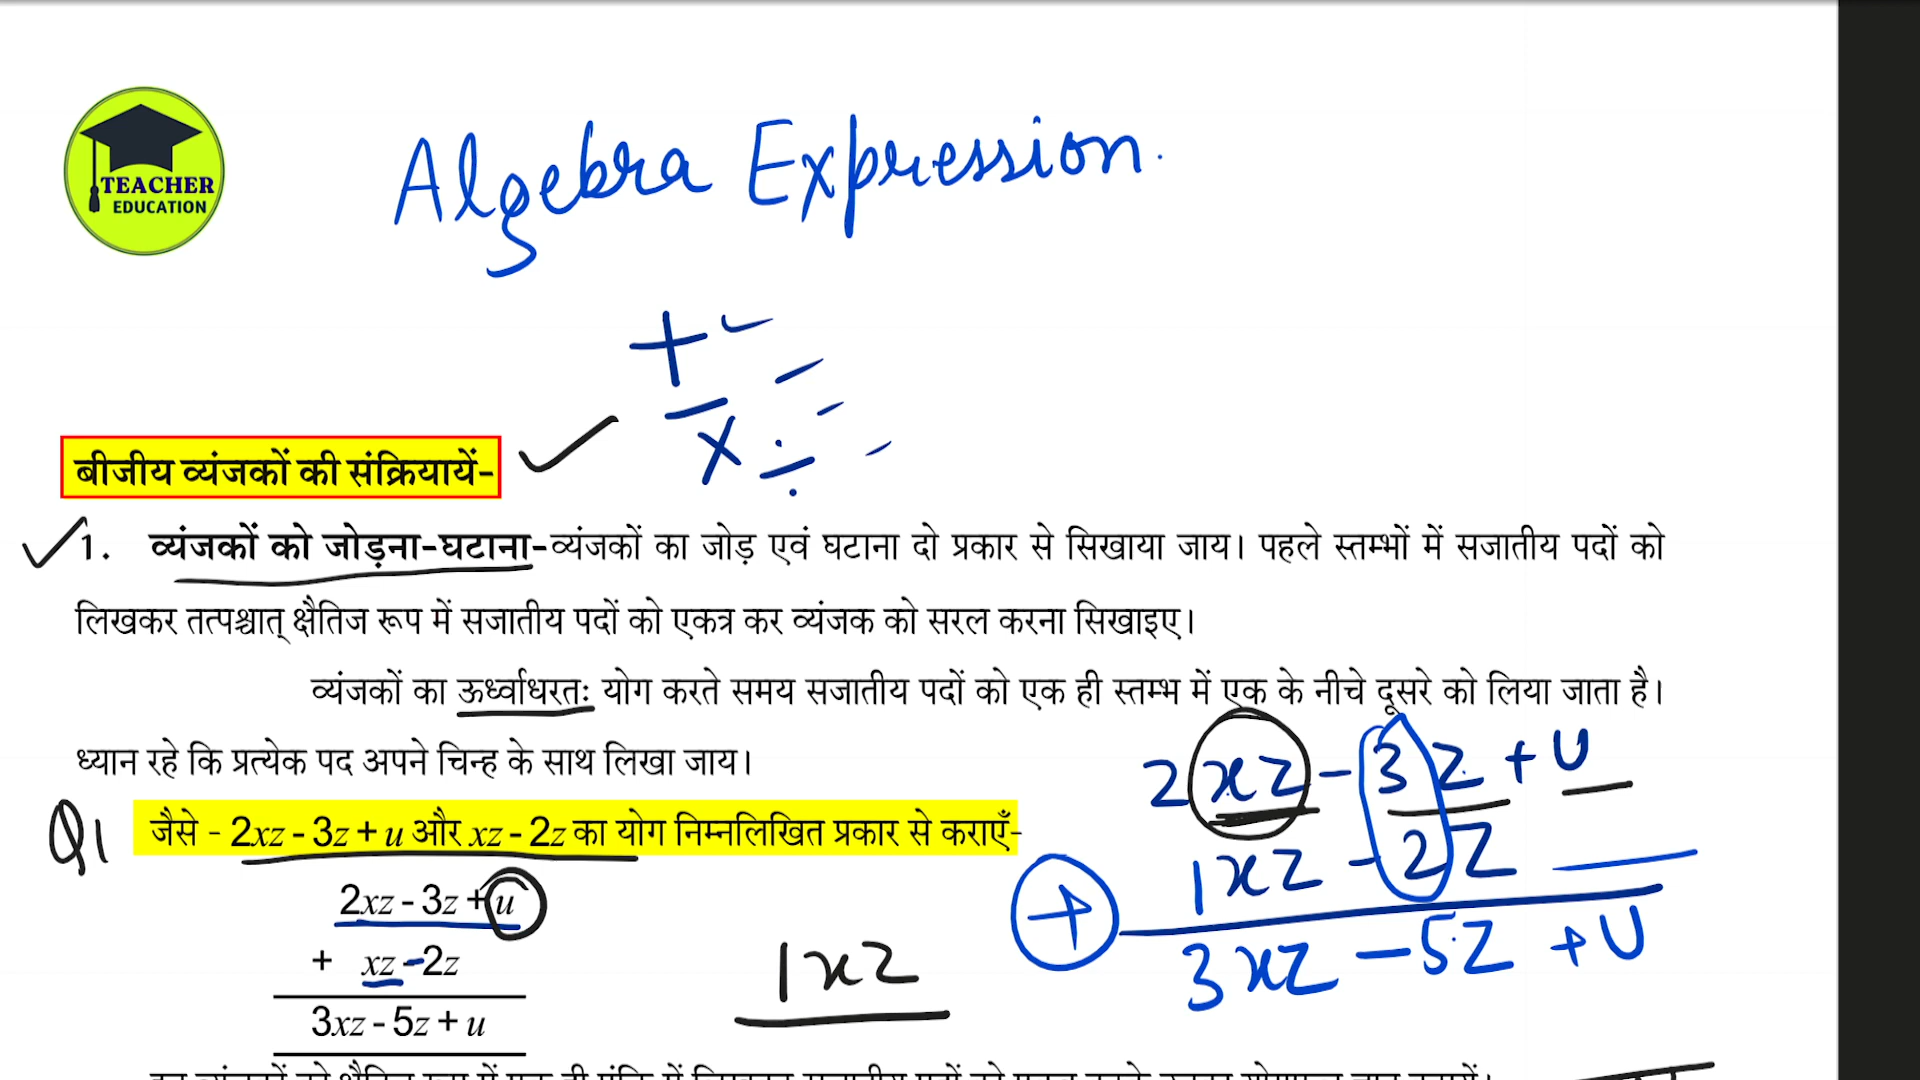 TEACHER
EDUCATION
Algebra Expression.
+
-
x ÷
बीजीय व्यंजकों की संक्रियायें-
1. व्यंजकों को जोड़ना-घटाना-व्यंजकों का जोड़ एवं घटाना दो प्रकार से सिखाया जाय। पहले स्तम्भों में सजातीय पदों को
लिखकर तत्पश्चात् क्षैतिज रूप में सजातीय पदों को एकत्र कर व्यंजक को सरल करना सिखाइए।
व्यंजकों का ऊर्ध्वाधरतः योग करते समय सजातीय पदों को एक ही स्तम्भ में एक के नीचे दूसरे को लिया जाता है।
ध्यान रहे कि प्रत्येक पद अपने चिन्ह के साथ लिखा जाय।
Q1 जैसे - 2xz - 3z + u और xz - 2z का योग निम्नलिखित प्रकार से कराएँ-
2xz - 3z + u
+ xz - 2z
3xz - 5z + u
1xz
2xz - 3z + u
+ 1xz - 2z
3xz - 5z + u